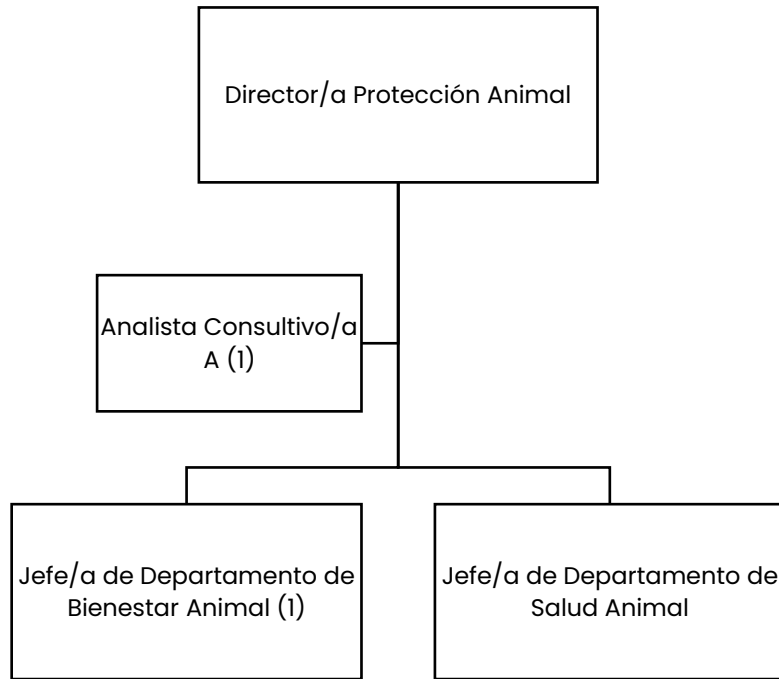 Director/a Protección Animal
Analista Consultivo/a
A (1)
Jefe/a de Departamento de
Bienestar Animal (1)
Jefe/a de Departamento de
Salud Animal